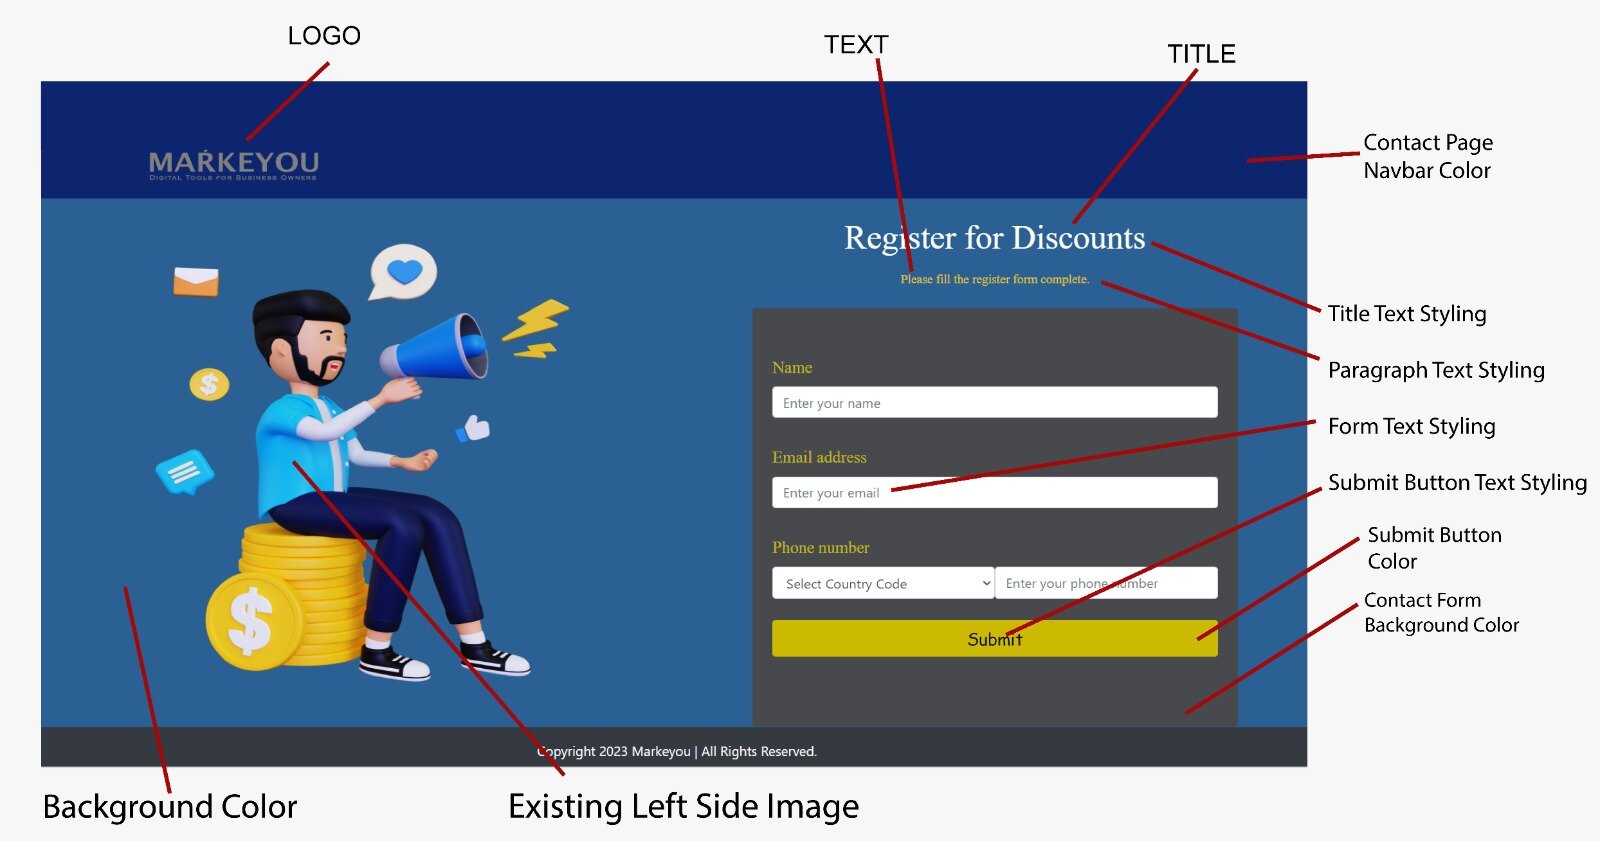 LOGO
TEXT
TITLE
Contact Page
Navbar Color
MARKEYOU
DIGITAL TOOLS FOR BUSINESS OWNERS
Register for Discounts
Please fill the register form complete.
Title Text Styling
Paragraph Text Styling
Name
Enter your name
Form Text Styling
Email address
Enter your email
Submit Button Text Styling
Phone number
Select Country Code
Enter your phone number
Submit Button
Color
Submit
Contact Form
Background Color
$
$
Copyright 2023 Markeyou | All Rights Reserved.
Background Color
Existing Left Side Image